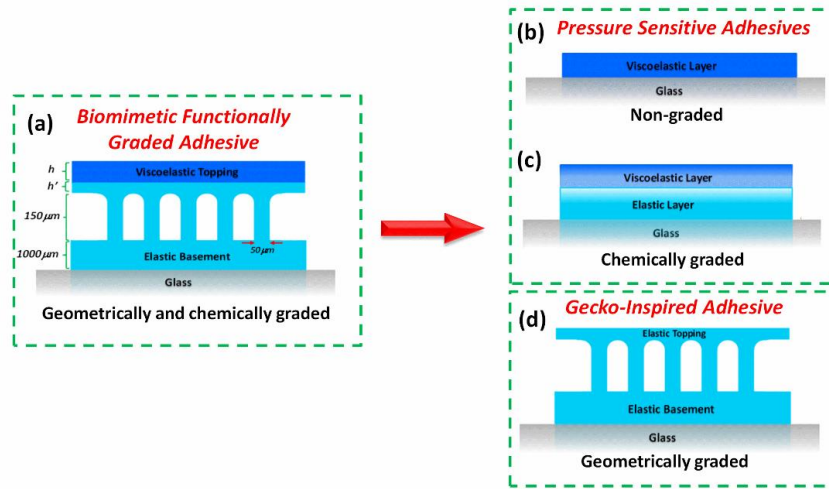 (a)
Biomimetic Functionally
Graded Adhesive
h
Viscoelastic Topping
h'
150μm
1000μm
Elastic Basement
50μm
Glass
Geometrically and chemically graded
(b)
Pressure Sensitive Adhesives
Viscoelastic Layer
Glass
Non-graded
(c)
Viscoelastic Layer
Elastic Layer
Glass
Chemically graded
(d)
Gecko-Inspired Adhesive
Elastic Topping
Elastic Basement
Glass
Geometrically graded